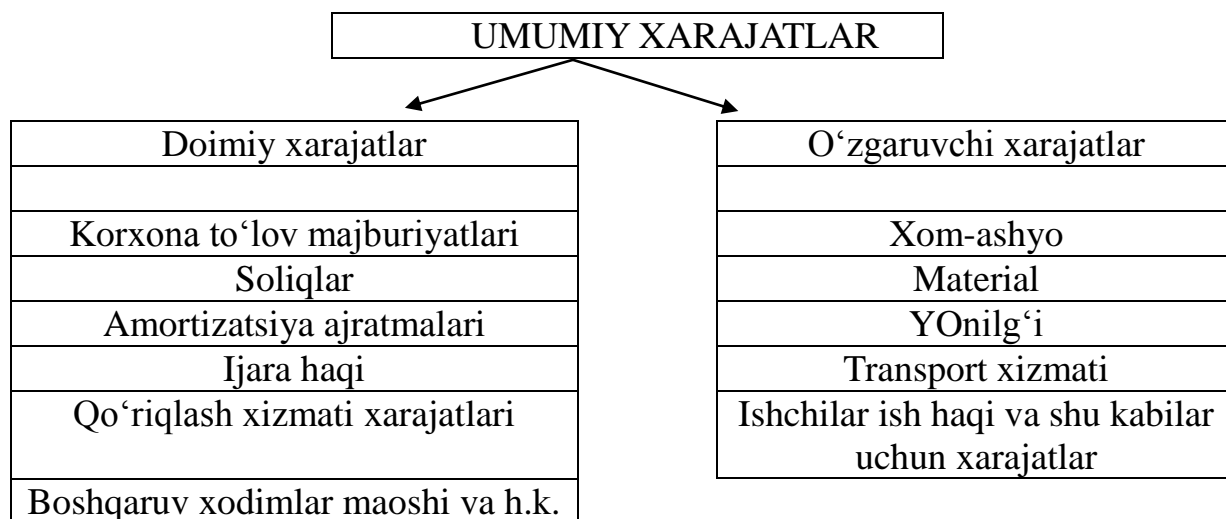 UMUMIY XARAJATLAR
Doimiy xarajatlar
Korxona to‘lov majburiyatlari
Soliqlar
Amortizatsiya ajratmalari
Ijara haqi
Qo‘riqlash xizmati xarajatlari
Boshqaruv xodimlar maoshi va h.k.
O‘zgaruvchi xarajatlar
Xom-ashyo
Material
YOnilg‘i
Transport xizmati
Ishchilar ish haqi va shu kabilar
uchun xarajatlar